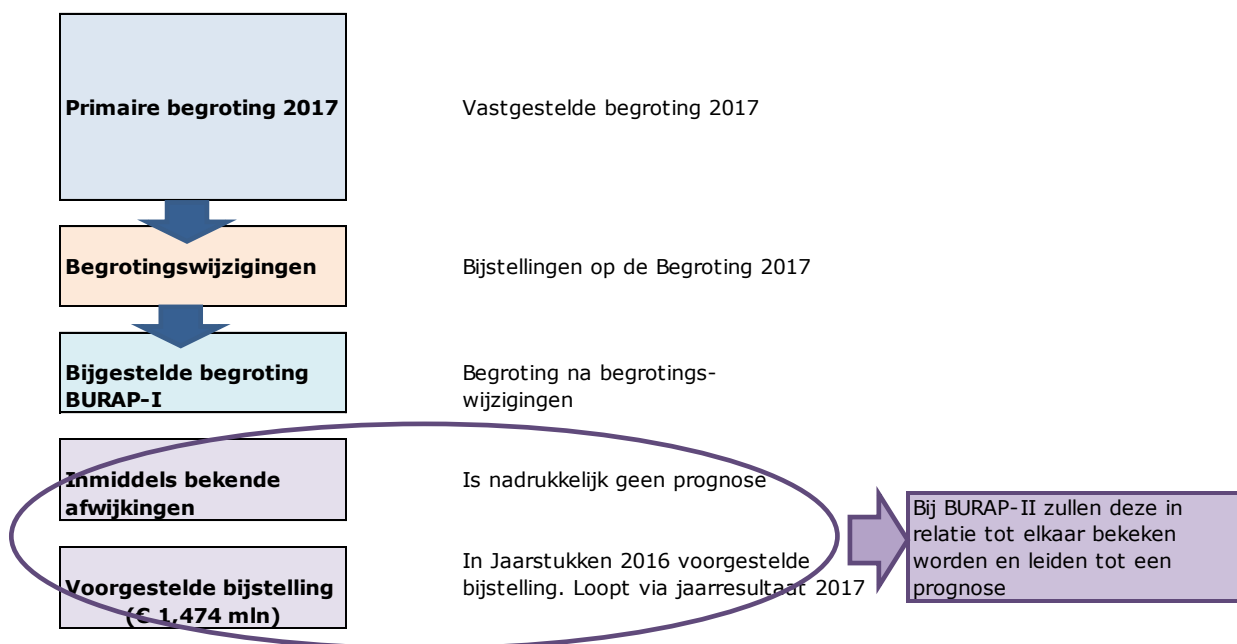 Primaire begroting 2017
Vastgestelde begroting 2017
Begrotingswijzigingen
Bijstellingen op de Begroting 2017
Bijgestelde begroting
BURAP-I
Begroting na begrotings-
wijzigingen
Inmiddels bekende
afwijkingen
Is nadrukkelijk geen prognose
Voorgestelde bijstelling
(€ 1,474 mln)
In Jaarstukken 2016 voorgestelde
bijstelling. Loopt via jaarresultaat 2017
Bij BURAP-II zullen deze in
relatie tot elkaar bekeken
worden en leiden tot een
prognose